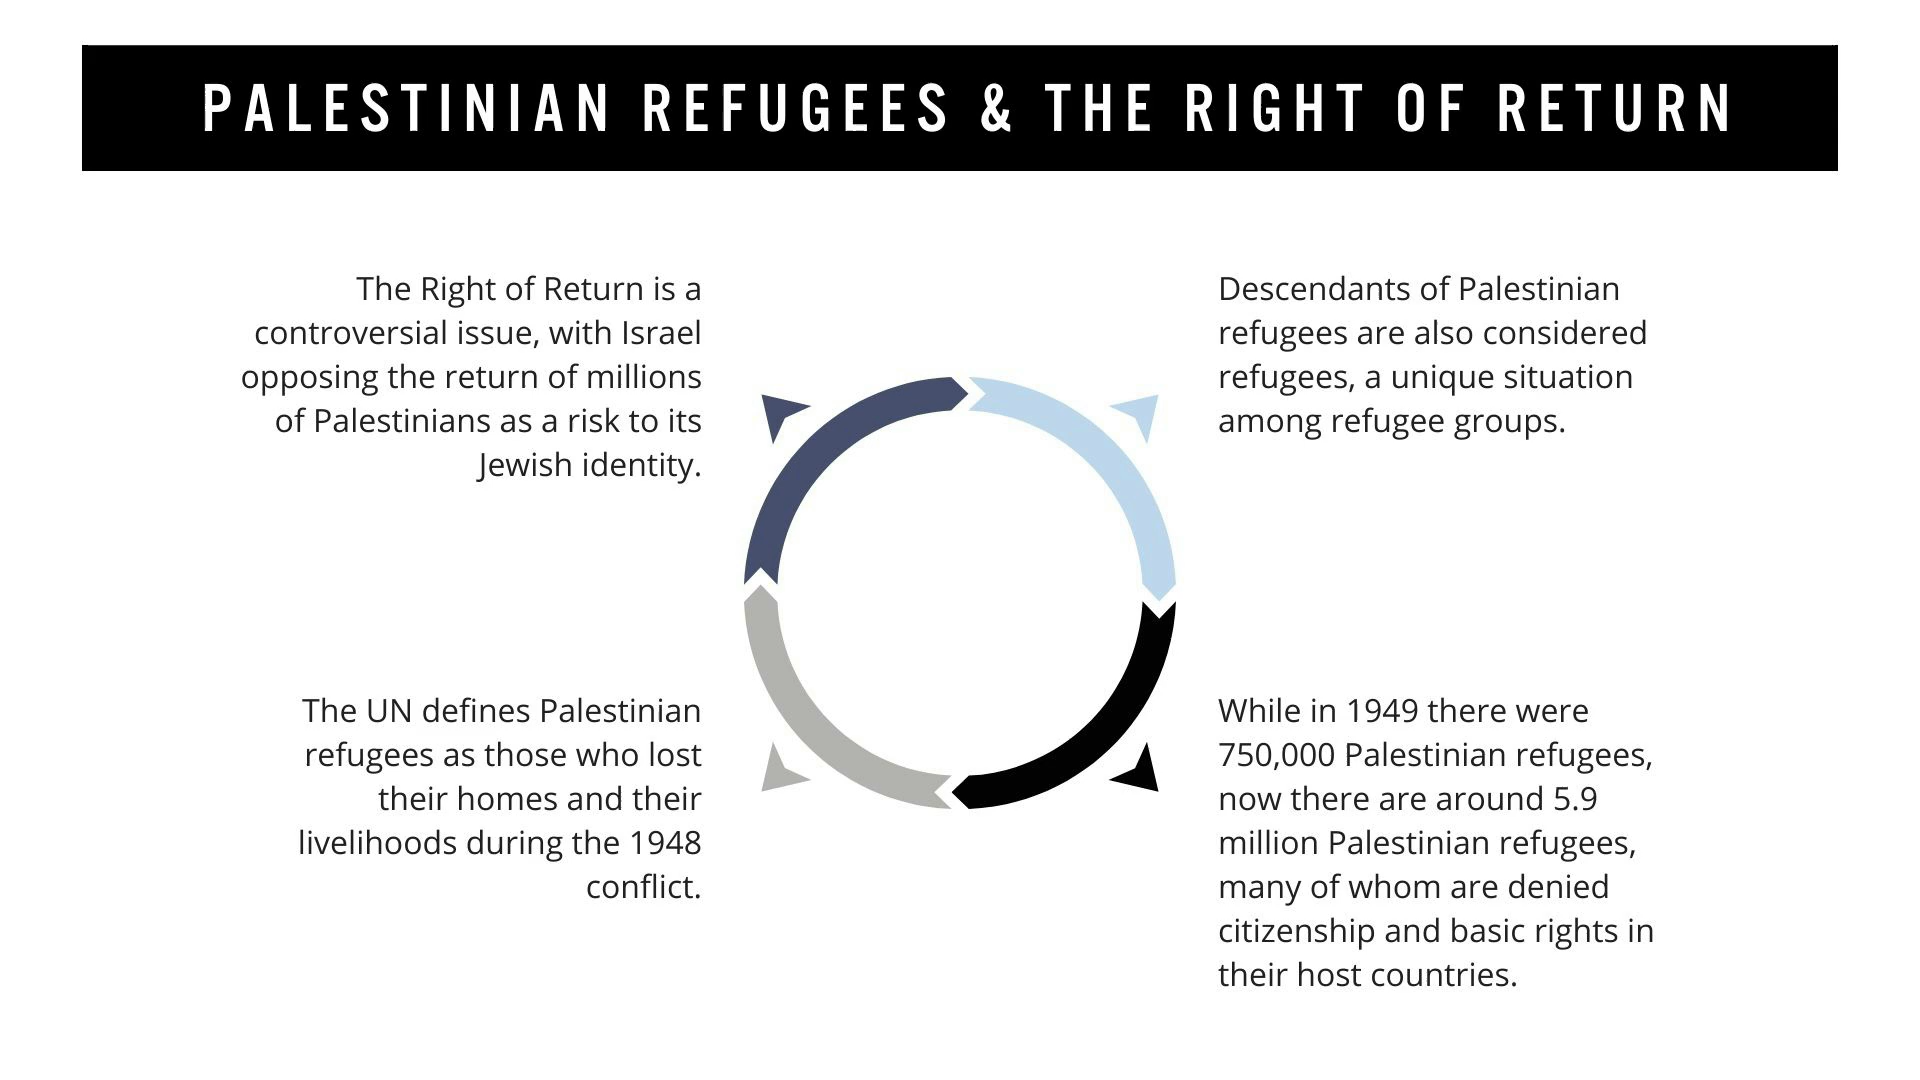 PALESTINIAN REFUGEES & THE RIGHT OF RETURN
The Right of Return is a
controversial issue, with Israel
opposing the return of millions
of Palestinians as a risk to its
Jewish identity.
Descendants of Palestinian
refugees are also considered
refugees, a unique situation
among refugee groups.
The UN defines Palestinian
refugees as those who lost
their homes and their
livelihoods during the 1948
conflict.
While in 1949 there were
750,000 Palestinian refugees,
now there are around 5.9
million Palestinian refugees,
many of whom are denied
citizenship and basic rights in
their host countries.